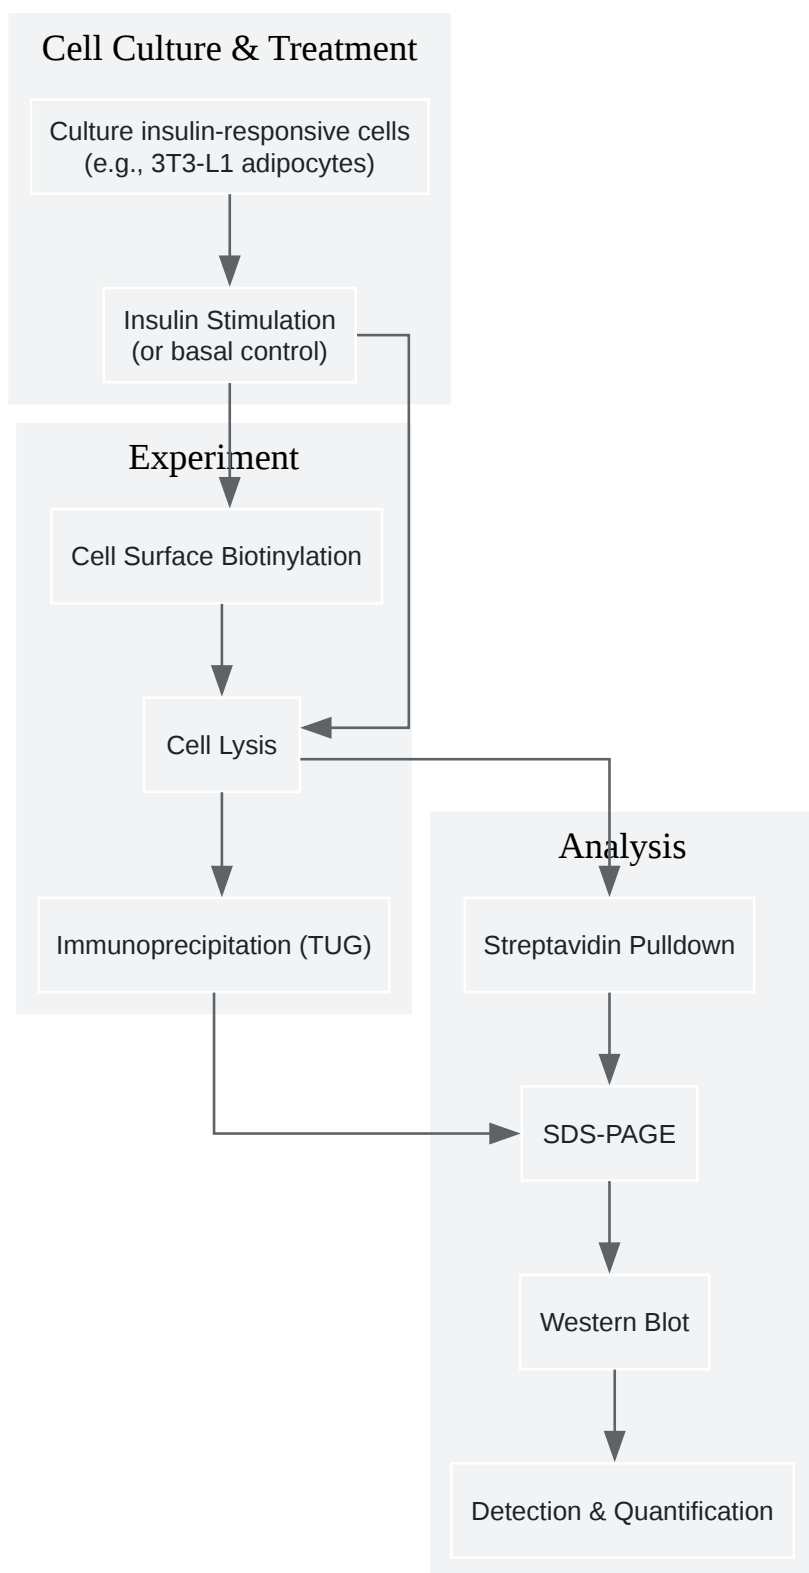 Cell Culture & Treatment
Culture insulin-responsive cells
(e.g., 3T3-L1 adipocytes)
Insulin Stimulation
(or basal control)
Experiment
Cell Surface Biotinylation
Cell Lysis
Immunoprecipitation (TUG)
Analysis
Streptavidin Pulldown
SDS-PAGE
Western Blot
Detection & Quantification